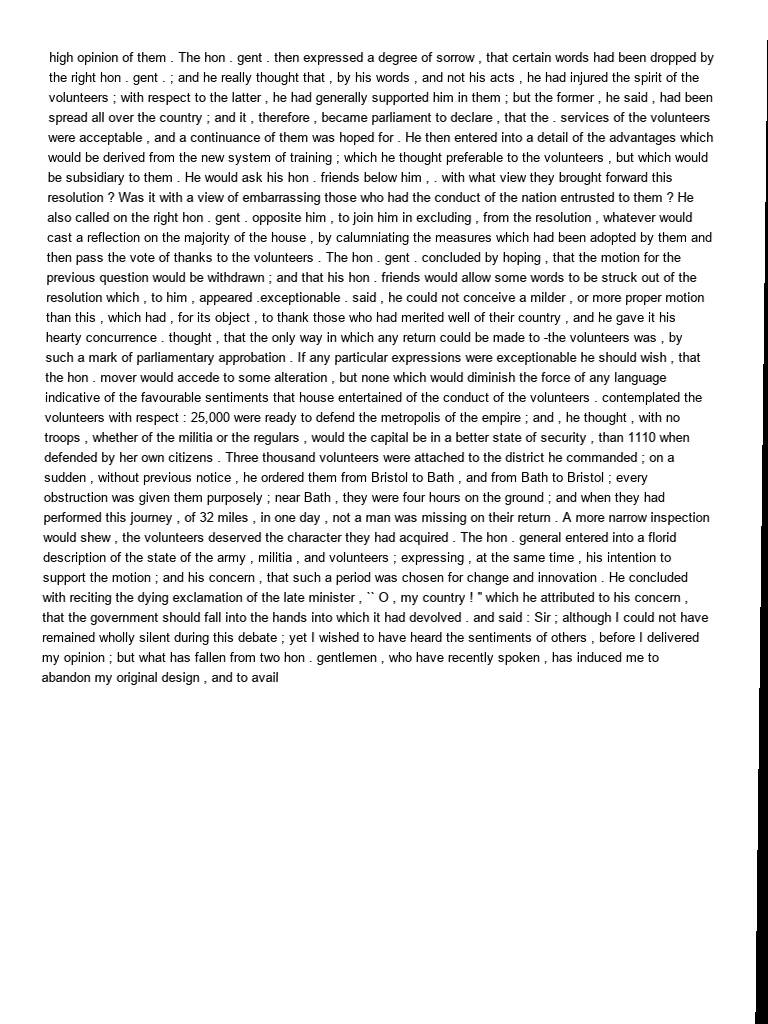 high opinion of them . The hon . gent . then expressed a degree of sorrow , that certain words had been dropped by
the right hon . gent . ; and he really thought that , by his words , and not his acts , he had injured the spirit of the
volunteers ; with respect to the latter , he had generally supported him in them ; but the former , he said , had been
spread all over the country ; and it , therefore , became parliament to declare , that the . services of the volunteers
were acceptable , and a continuance of them was hoped for . He then entered into a detail of the advantages which
would be derived from the new system of training ; which he thought preferable to the volunteers , but which would
be subsidiary to them . He would ask his hon . friends below him , . with what view they brought forward this
resolution ? Was it with a view of embarrassing those who had the conduct of the nation entrusted to them ? He
also called on the right hon . gent . opposite him , to join him in excluding , from the resolution , whatever would
cast a reflection on the majority of the house , by calumniating the measures which had been adopted by them and
then pass the vote of thanks to the volunteers . The hon . gent . concluded by hoping , that the motion for the
previous question would be withdrawn ; and that his hon . friends would allow some words to be struck out of the
resolution which , to him , appeared .exceptionable . said , he could not conceive a milder , or more proper motion
than this , which had , for its object , to thank those who had merited well of their country , and he gave it his
hearty concurrence . thought , that the only way in which any return could be made to -the volunteers was , by
such a mark of parliamentary approbation . If any particular expressions were exceptionable he should wish , that
the hon . mover would accede to some alteration , but none which would diminish the force of any language
indicative of the favourable sentiments that house entertained of the conduct of the volunteers . contemplated the
volunteers with respect : 25,000 were ready to defend the metropolis of the empire ; and , he thought , with no
troops , whether of the militia or the regulars , would the capital be in a better state of security , than 1110 when
defended by her own citizens . Three thousand volunteers were attached to the district he commanded ; on a
sudden , without previous notice , he ordered them from Bristol to Bath , and from Bath to Bristol ; every
obstruction was given them purposely ; near Bath , they were four hours on the ground ; and when they had
performed this journey , of 32 miles , in one day , not a man was missing on their return . A more narrow inspection
would shew , the volunteers deserved the character they had acquired . The hon . general entered into a florid
description of the state of the army , militia , and volunteers ; expressing , at the same time , his intention to
support the motion ; and his concern , that such a period was chosen for change and innovation . He concluded
with reciting the dying exclamation of the late minister , `` O , my country ! " which he attributed to his concern ,
that the government should fall into the hands into which it had devolved . and said : Sir ; although I could not have
remained wholly silent during this debate ; yet I wished to have heard the sentiments of others , before I delivered
my opinion ; but what has fallen from two hon . gentlemen , who have recently spoken , has induced me to
abandon my original design , and to avail